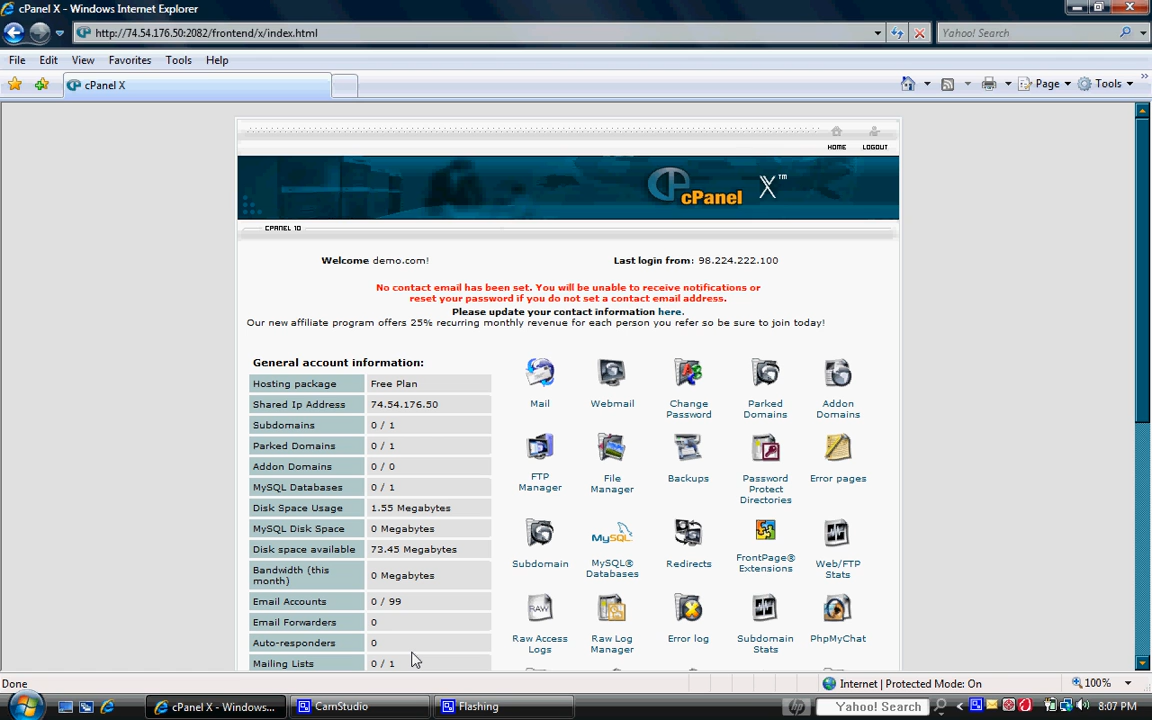 cPanel X - Windows Internet Explorer
http://74.54.176.50:2082/frontend/x/index.html
Yahoo! Search
File Edit View Favorites Tools Help
cPanel X
Page Tools
HOME LOGOUT
cPanel X™
CPANEL 10
Welcome demo.com! Last login from: 98.224.222.100
No contact email has been set. You will be unable to receive notifications or
reset your password if you do not set a contact email address.
Please update your contact information here.
Our new affiliate program offers 25% recurring monthly revenue for each person you refer so be sure to join today!
General account information:
Hosting package Free Plan
Shared Ip Address 74.54.176.50
Subdomains 0 / 1
Parked Domains 0 / 1
Addon Domains 0 / 0
MySQL Databases 0 / 1
Disk Space Usage 1.55 Megabytes
MySQL Disk Space 0 Megabytes
Disk space available 73.45 Megabytes
Bandwidth (this
month) 0 Megabytes
Email Accounts 0 / 99
Email Forwarders 0
Auto-responders 0
Mailing Lists 0 / 1
Mail Webmail Change Parked Addon
Password Domains Domains
FTP File Backups Password Error pages
Manager Manager Protect
Directories
MySQL
Subdomain MySQL® Redirects FrontPage® Web/FTP
Databases Extensions Stats
RAW
Raw Access Raw Log Error log Subdomain PhpMyChat
Logs Manager Stats
Done Internet | Protected Mode: On 100%
cPanel X - Windows... CamStudio Flashing hp Yahoo! Search 8:07 PM